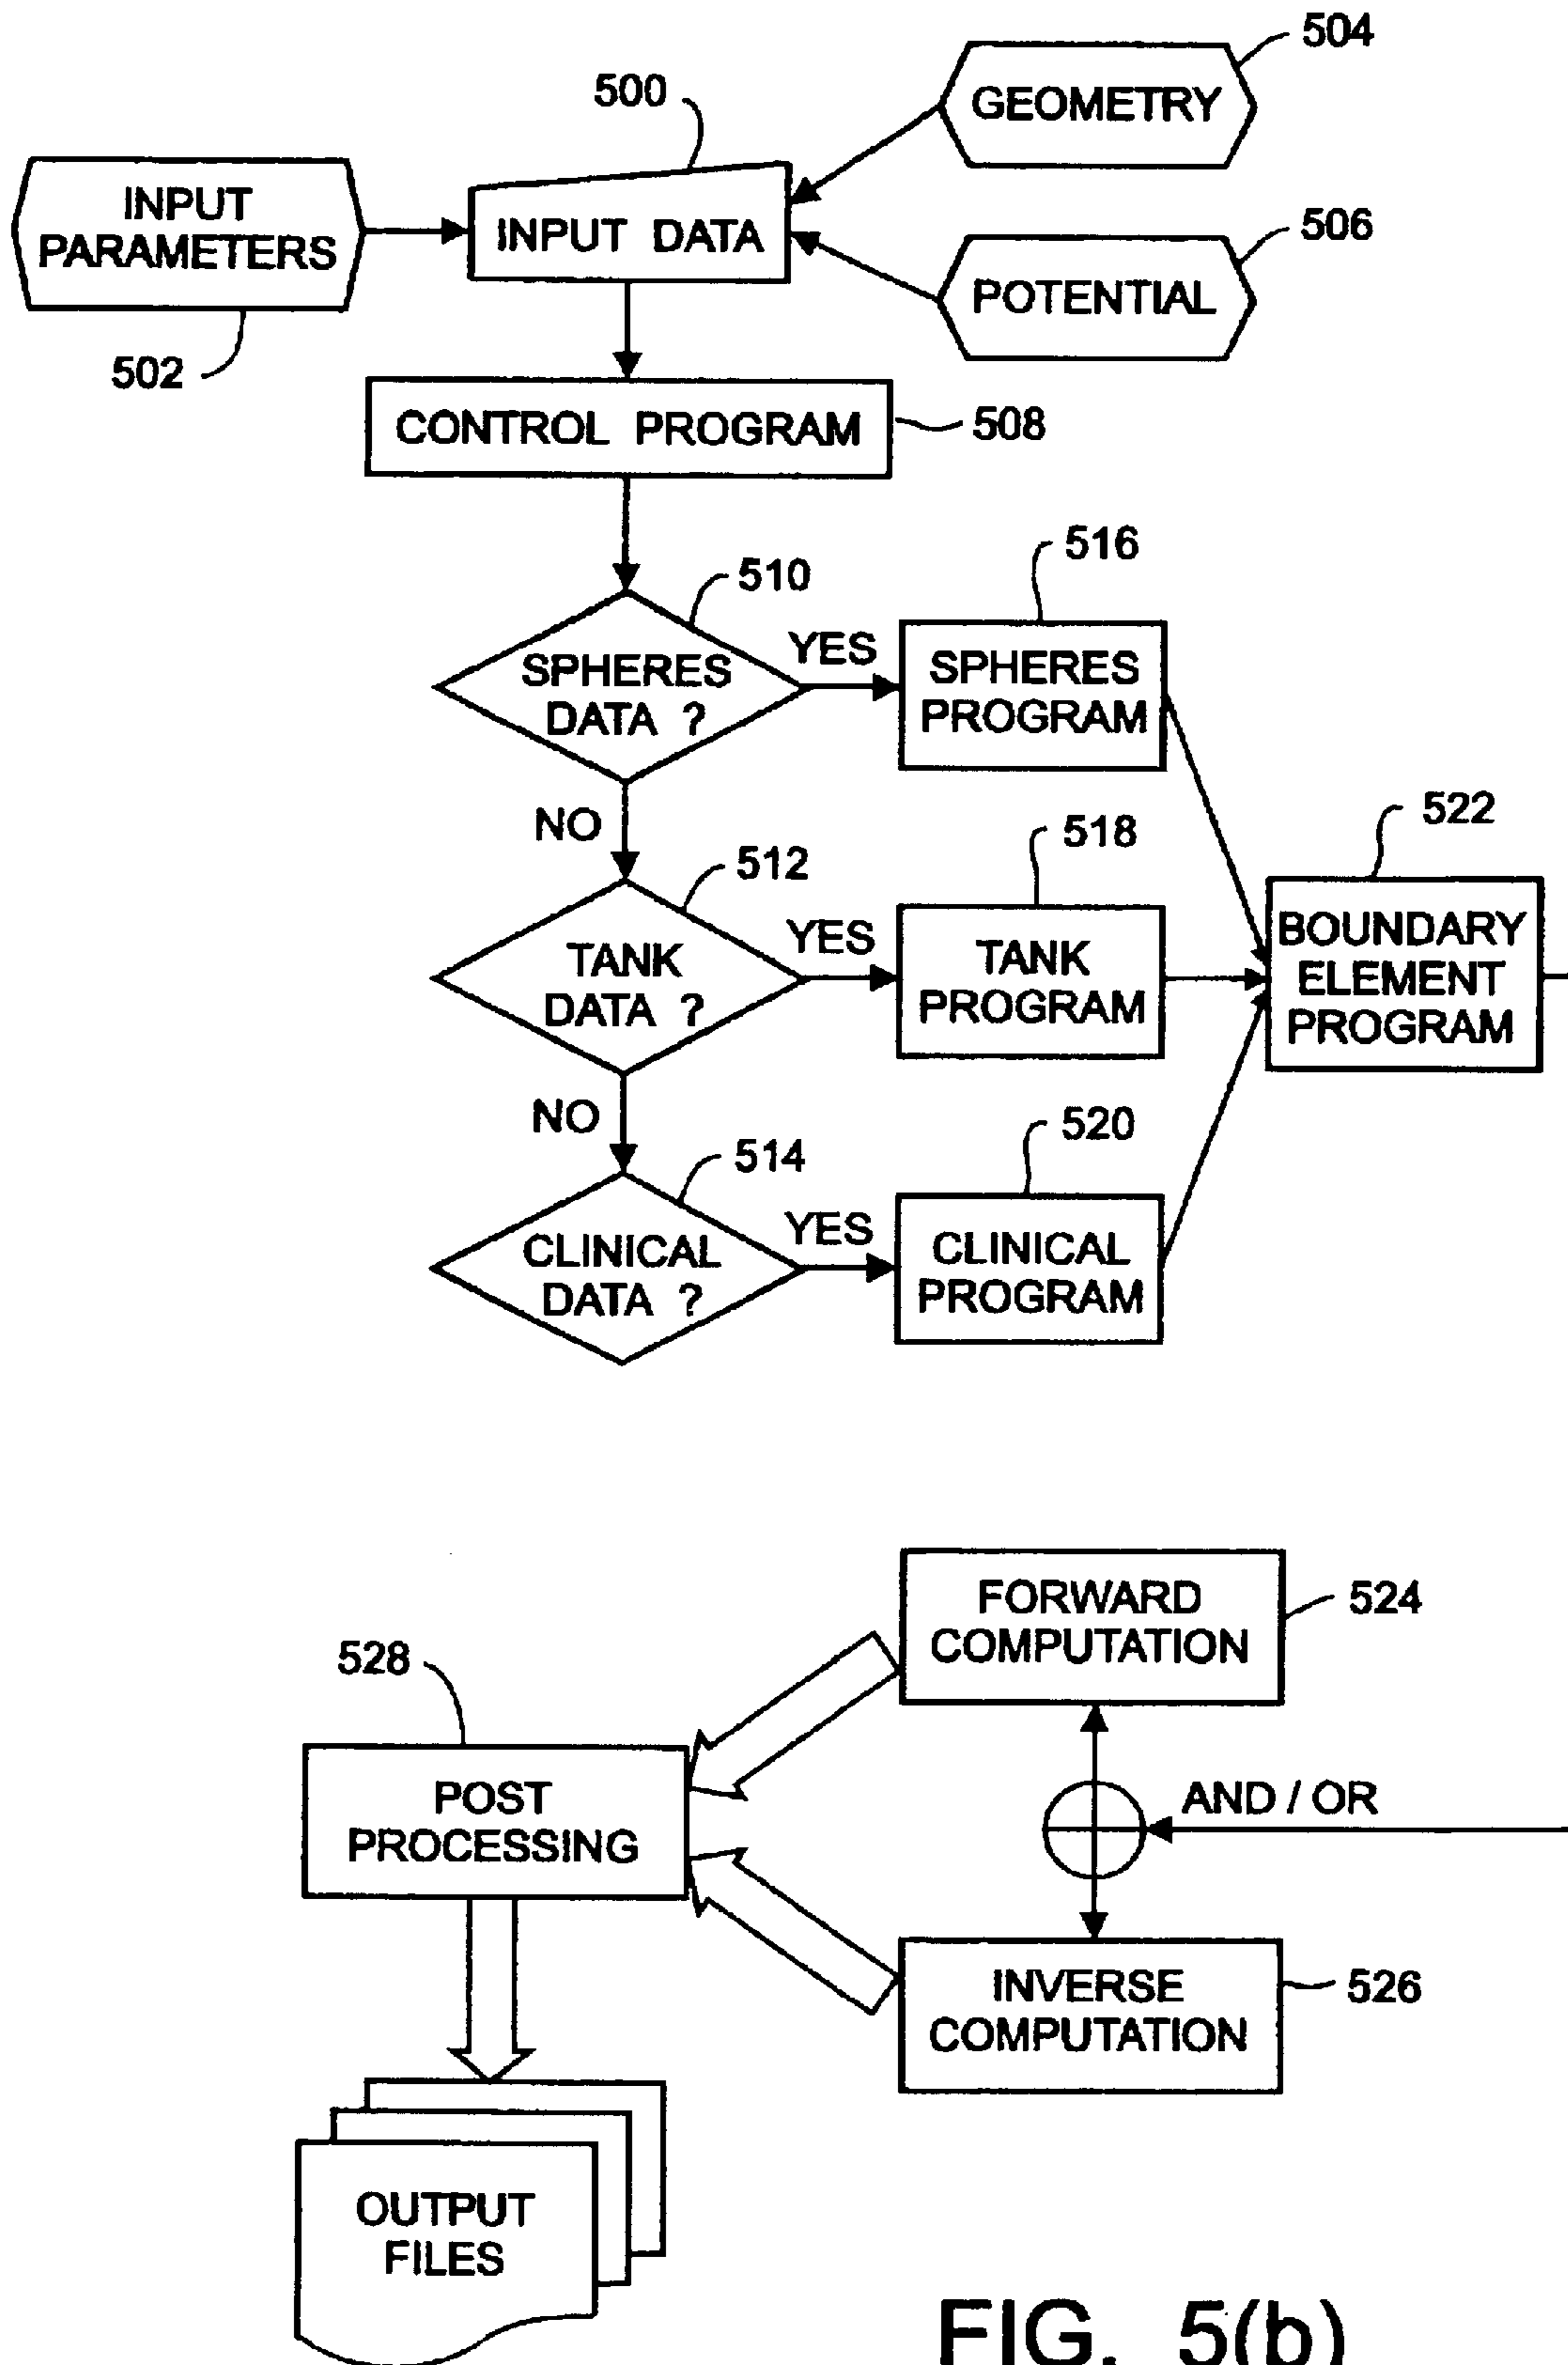 504
GEOMETRY
500
INPUT
PARAMETERS
INPUT DATA
506
POTENTIAL
502
CONTROL PROGRAM
508
516
510
SPHERES
DATA ?
YES
SPHERES
PROGRAM
NO
512
518
522
TANK
DATA ?
YES
TANK
PROGRAM
BOUNDARY
ELEMENT
PROGRAM
NO
514
520
CLINICAL
DATA ?
YES
CLINICAL
PROGRAM
FORWARD
COMPUTATION
524
528
POST
PROCESSING
AND / OR
INVERSE
COMPUTATION
526
OUTPUT
FILES
FIG. 5(b)